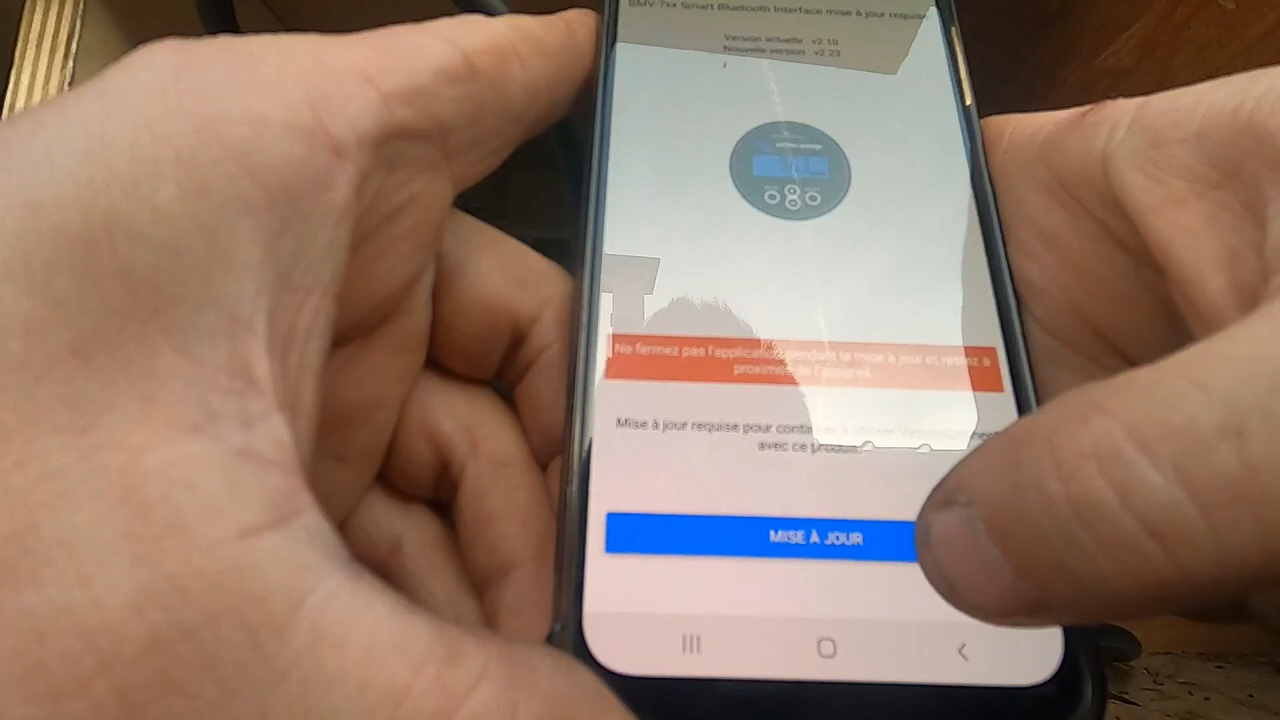 BMV 7xx Smart Bluetooth Interface mise à jour requise
Version actuelle v2.10
Nouvelle version v2.23
victron energy
Ne fermez pas l'application pendant la mise à jour et restez à
proximité de l'appareil.
Mise à jour requise pour continuer à utiliser VictronConnect
avec ce produit.
MISE À JOUR